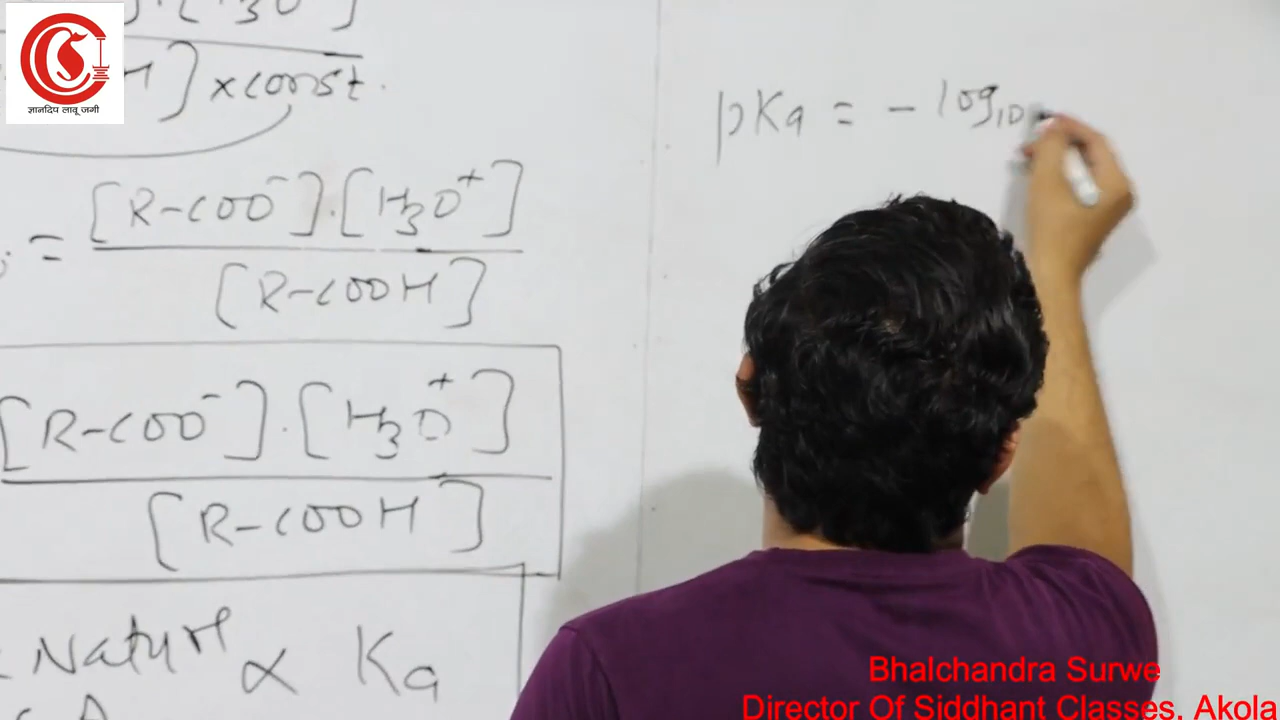 ज्ञानदिप लावू जगी
H] × const.
= [R-COO⁻].[H₃O⁺]
[R-COOH]
[R-COO⁻].[H₃O⁺]
[R-COOH]
Nature ∝ Ka
pKa = - log₁₀
Bhalchandra Surwe
Director Of Siddhant Classes, Akola